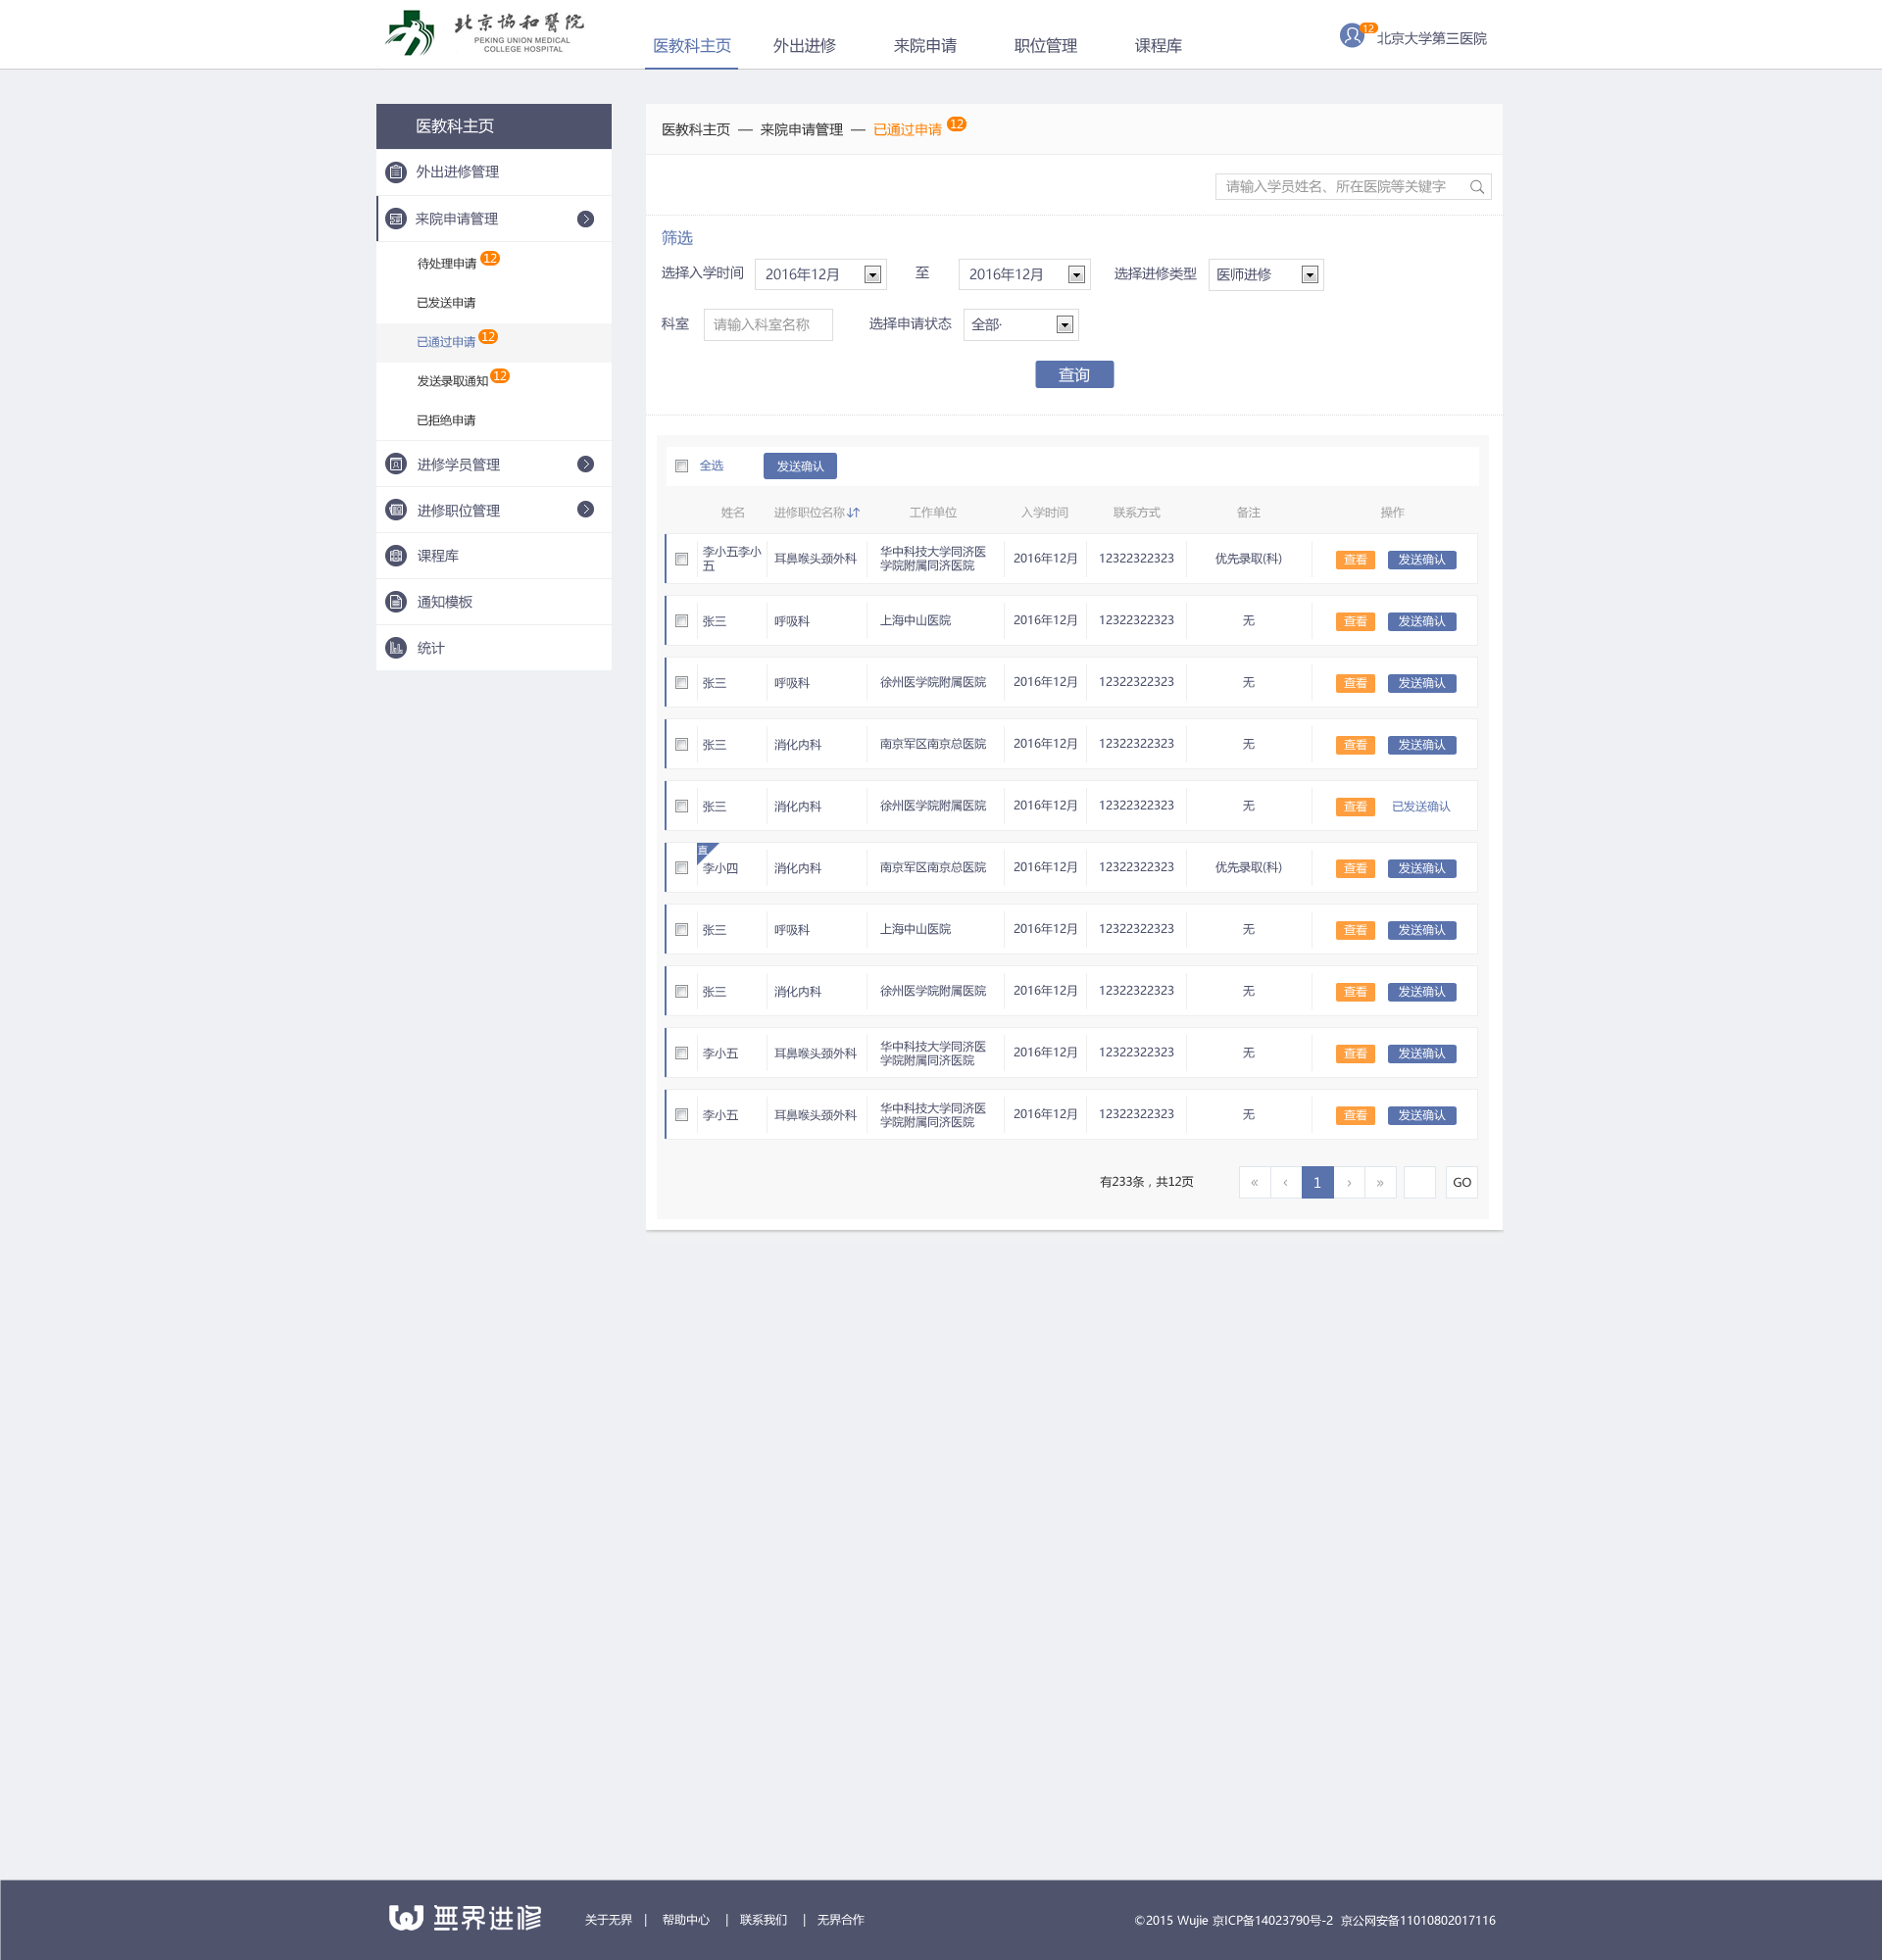 北京协和醫院
PEKING UNION MEDICAL
COLLEGE HOSPITAL
医教科主页 外出进修 来院申请 职位管理 课程库
12 北京大学第三医院
医教科主页
外出进修管理
来院申请管理
待处理申请 12
已发送申请
已通过申请 12
发送录取通知 12
已拒绝申请
进修学员管理
进修职位管理
课程库
通知模板
统计
医教科主页 — 来院申请管理 — 已通过申请 12
请输入学员姓名、所在医院等关键字
筛选
选择入学时间 2016年12月 至 2016年12月 选择进修类型 医师进修
科室 请输入科室名称 选择申请状态 全部·
查询
全选 发送确认
姓名 进修职位名称 工作单位 入学时间 联系方式 备注 操作
李小五李小五 耳鼻喉头颈外科 华中科技大学同济医学院附属同济医院 2016年12月 12322322323 优先录取(科) 查看 发送确认
张三 呼吸科 上海中山医院 2016年12月 12322322323 无 查看 发送确认
张三 呼吸科 徐州医学院附属医院 2016年12月 12322322323 无 查看 发送确认
张三 消化内科 南京军区南京总医院 2016年12月 12322322323 无 查看 发送确认
张三 消化内科 徐州医学院附属医院 2016年12月 12322322323 无 查看 已发送确认
直 李小四 消化内科 南京军区南京总医院 2016年12月 12322322323 优先录取(科) 查看 发送确认
张三 呼吸科 上海中山医院 2016年12月 12322322323 无 查看 发送确认
张三 消化内科 徐州医学院附属医院 2016年12月 12322322323 无 查看 发送确认
李小五 耳鼻喉头颈外科 华中科技大学同济医学院附属同济医院 2016年12月 12322322323 无 查看 发送确认
李小五 耳鼻喉头颈外科 华中科技大学同济医学院附属同济医院 2016年12月 12322322323 无 查看 发送确认
有233条，共12页 « ‹ 1 › » GO
無界进修 关于无界 | 帮助中心 | 联系我们 | 无界合作 ©2015 Wujie 京ICP备14023790号-2 京公网安备11010802017116